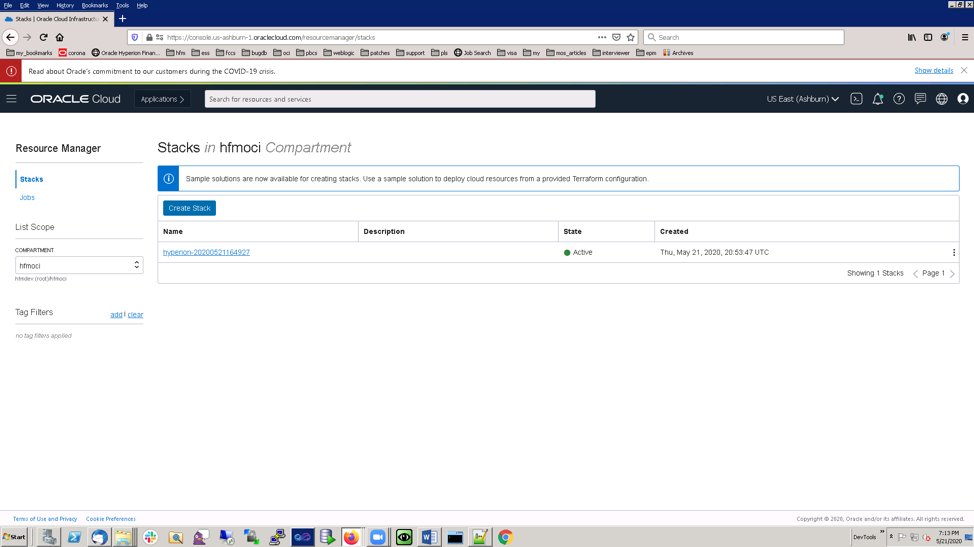 File Edit View History Bookmarks Tools Help
Stacks | Oracle Cloud Infrastructu
https://console.us-ashburn-1.oraclecloud.com/resourcemanager/stacks
Search
my_bookmarks corona Oracle Hyperion Finan... hfm ess fccs bugdb oci pbcs weblogic patches support pls Job Search visa my mos_articles interviewer epm Archives
Read about Oracle's commitment to our customers during the COVID-19 crisis.
Show details
ORACLE Cloud
Applications
Search for resources and services
US East (Ashburn)
Resource Manager
Stacks
Jobs
List Scope
COMPARTMENT
hfmoci
hfmdev (root)/hfmoci
Tag Filters
add | clear
no tag filters applied
Stacks in hfmoci Compartment
Sample solutions are now available for creating stacks. Use a sample solution to deploy cloud resources from a provided Terraform configuration.
Create Stack
Name Description State Created
hyperion-20200521164927 Active Thu, May 21, 2020, 20:53:47 UTC
Showing 1 Stacks Page 1
Terms of Use and Privacy Cookie Preferences
Copyright © 2020, Oracle and/or its affiliates. All rights reserved.
Start
DevTools
7:13 PM
5/21/2020